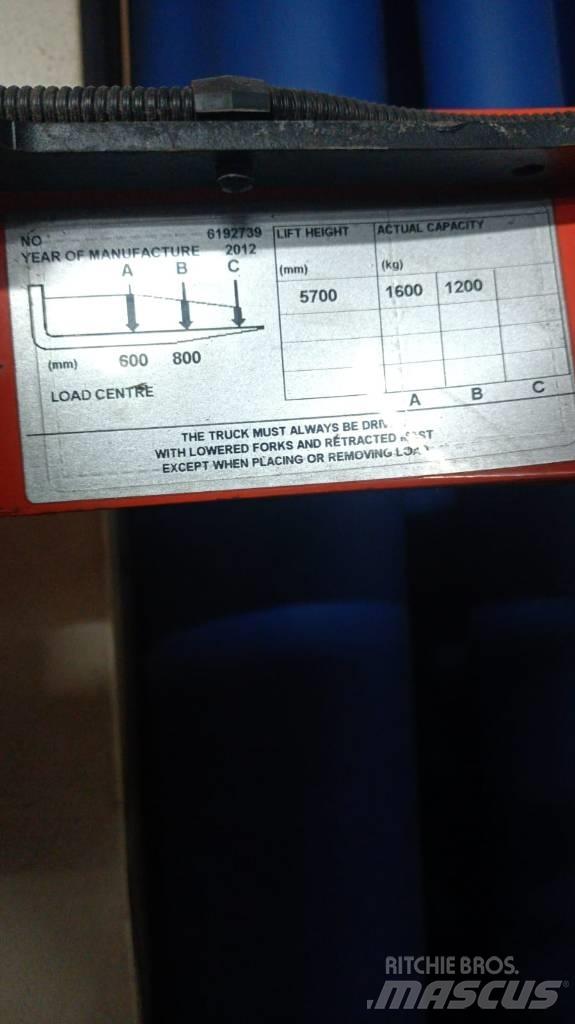 NO 6192739
YEAR OF MANUFACTURE 2012
A B C
(mm) 600 800
LOAD CENTRE
LIFT HEIGHT ACTUAL CAPACITY
(mm) (kg)
5700 1600 1200
A B C
THE TRUCK MUST ALWAYS BE
WITH LOWERED FORKS AND RETRACTED
EXCEPT WHEN PLACING OR REMOVING
RITCHIE BROS.
MASCUS